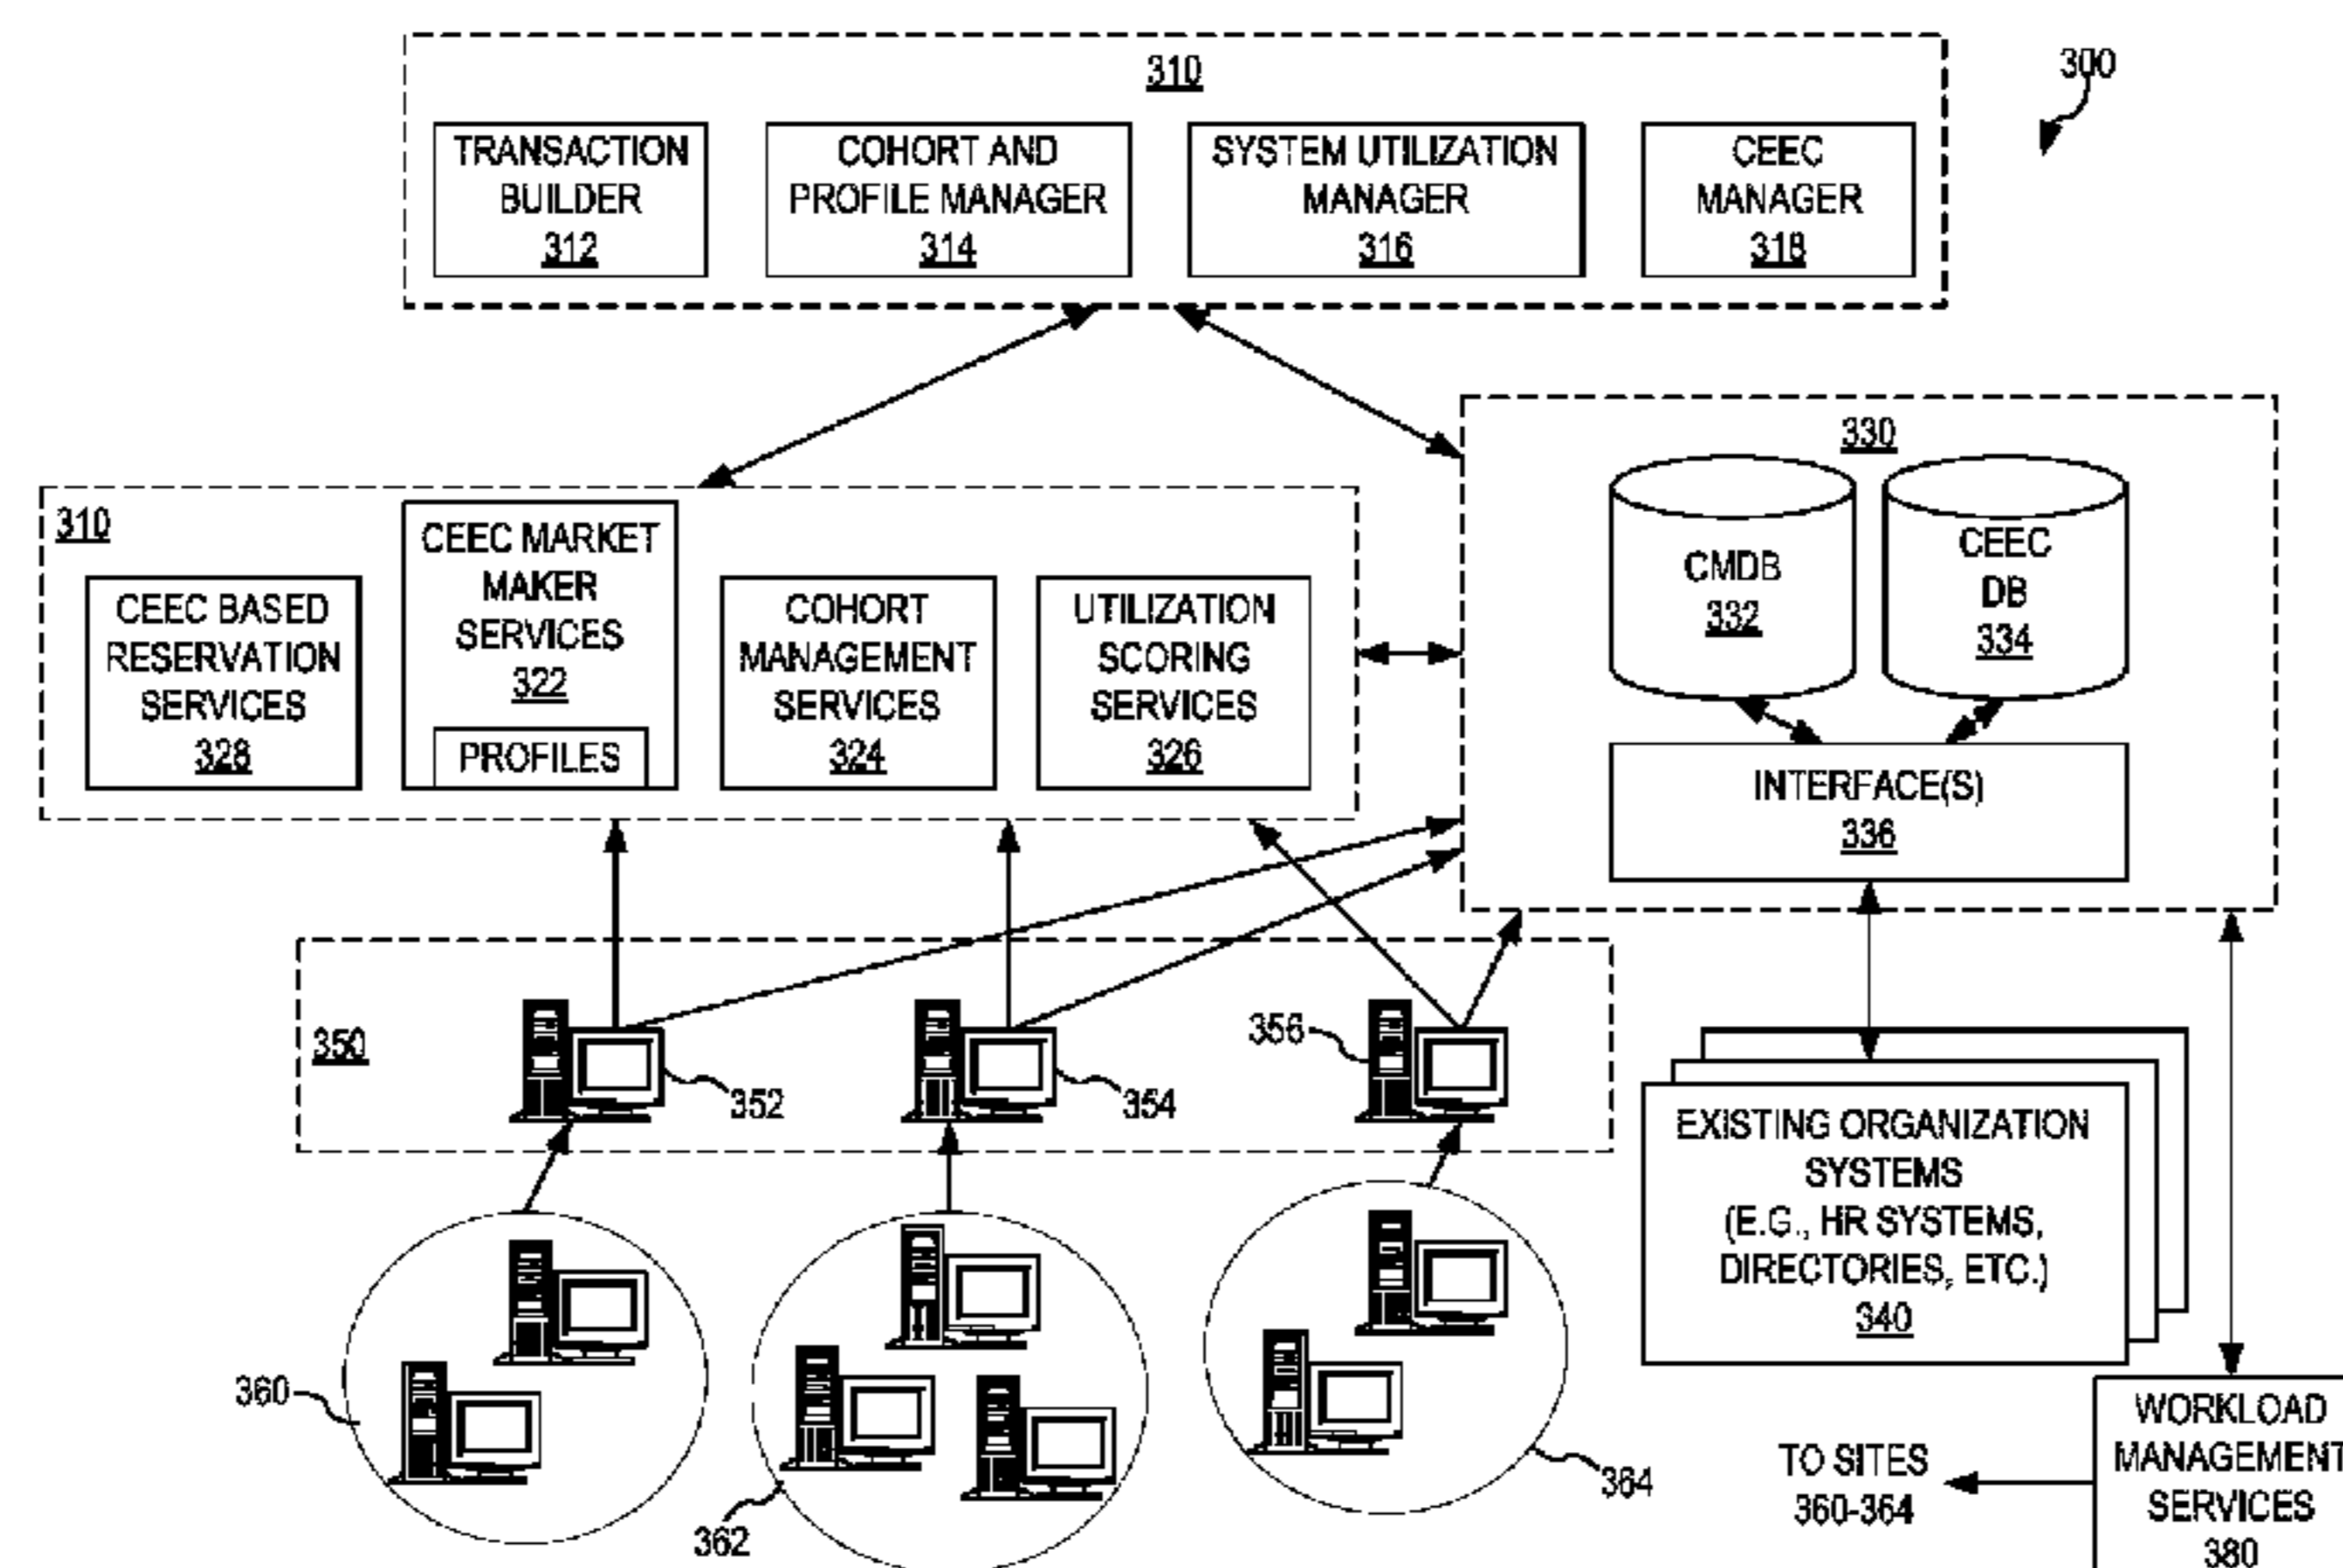 310
300
TRANSACTION
BUILDER
312
COHORT AND
PROFILE MANAGER
314
SYSTEM UTILIZATION
MANAGER
316
CEEC
MANAGER
318
310
CEEC BASED
RESERVATION
SERVICES
328
CEEC MARKET
MAKER
SERVICES
322
PROFILES
COHORT
MANAGEMENT
SERVICES
324
UTILIZATION
SCORING
SERVICES
326
330
CMDB
332
CEEC
DB
334
INTERFACE(S)
336
350
352
354
356
EXISTING ORGANIZATION
SYSTEMS
(E.G., HR SYSTEMS,
DIRECTORIES, ETC.)
340
360
362
364
TO SITES
360-364
WORKLOAD
MANAGEMENT
SERVICES
380